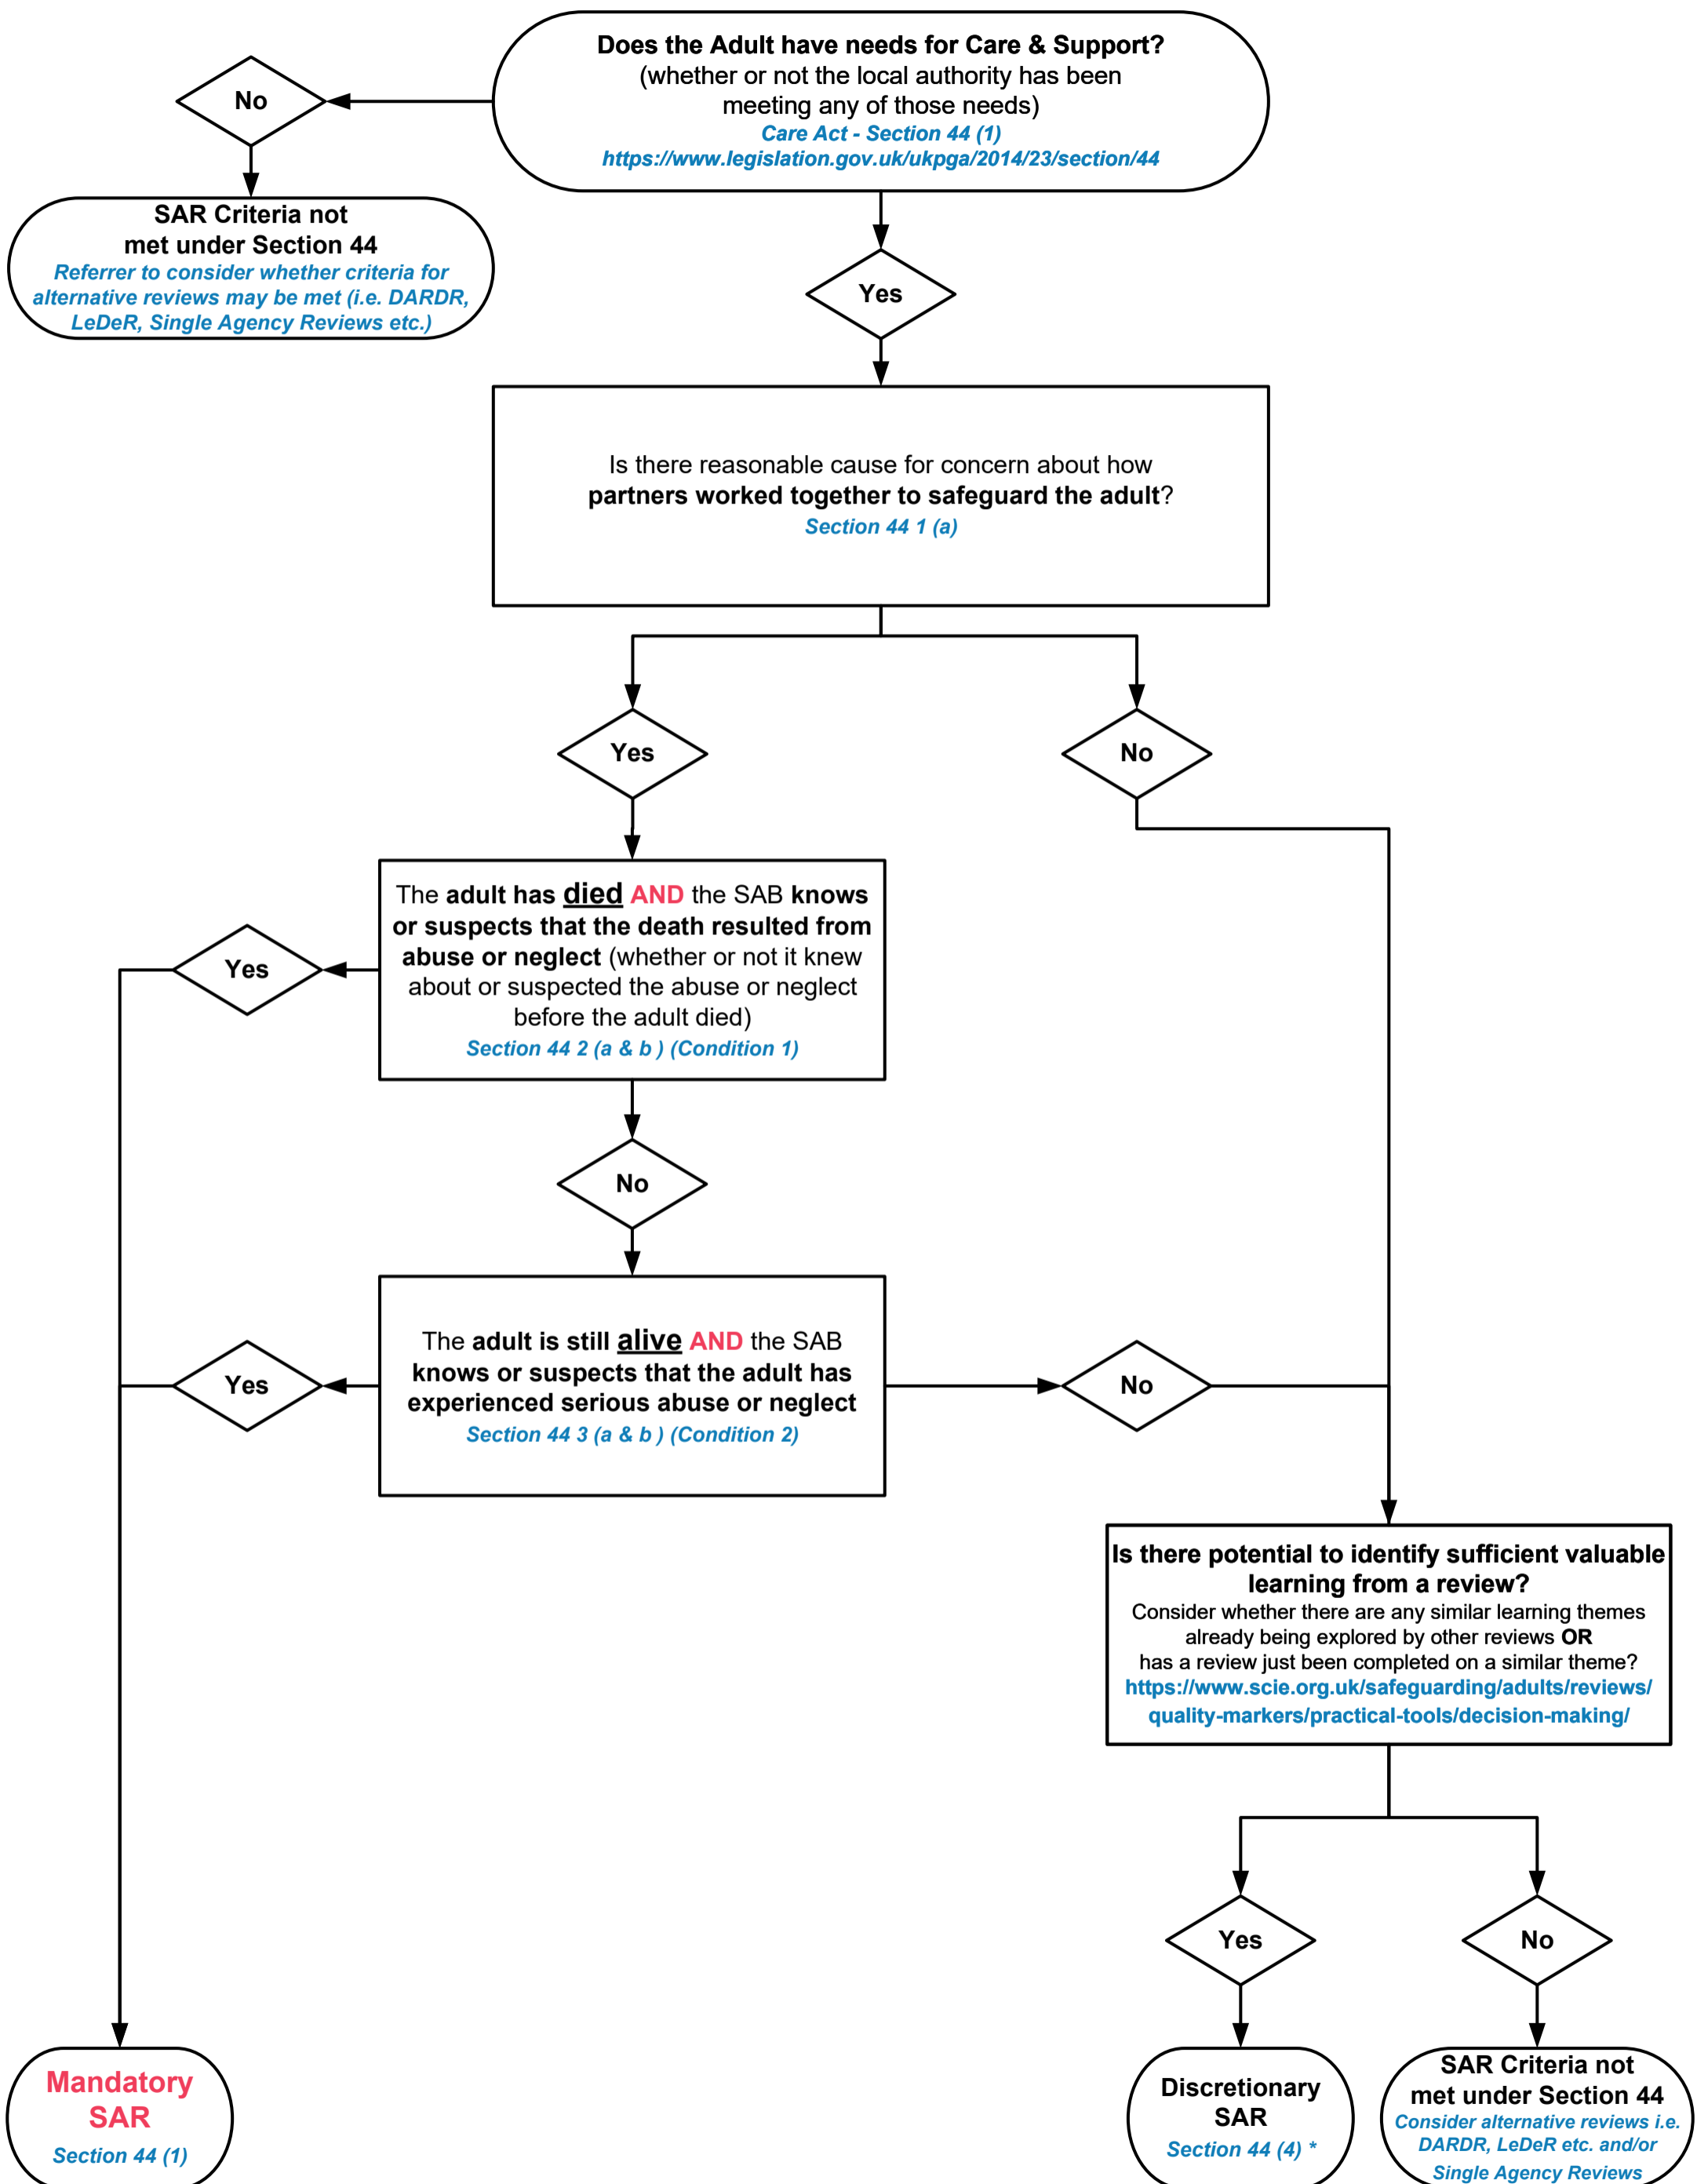 Does the Adult have needs for Care & Support?
(whether or not the local authority has been
meeting any of those needs)
Care Act - Section 44 (1)
https://www.legislation.gov.uk/ukpga/2014/23/section/44
No
SAR Criteria not
met under Section 44
Referrer to consider whether criteria for
alternative reviews may be met (i.e. DARDR,
LeDeR, Single Agency Reviews etc.)
Yes
Is there reasonable cause for concern about how
partners worked together to safeguard the adult?
Section 44 1 (a)
Yes
No
The adult has died AND the SAB knows
or suspects that the death resulted from
abuse or neglect (whether or not it knew
about or suspected the abuse or neglect
before the adult died)
Section 44 2 (a & b ) (Condition 1)
Yes
No
The adult is still alive AND the SAB
knows or suspects that the adult has
experienced serious abuse or neglect
Section 44 3 (a & b ) (Condition 2)
Yes
No
Is there potential to identify sufficient valuable
learning from a review?
Consider whether there are any similar learning themes
already being explored by other reviews OR
has a review just been completed on a similar theme?
https://www.scie.org.uk/safeguarding/adults/reviews/
quality-markers/practical-tools/decision-making/
Yes
No
Mandatory
SAR
Section 44 (1)
Discretionary
SAR
Section 44 (4) *
SAR Criteria not
met under Section 44
Consider alternative reviews i.e.
DARDR, LeDeR etc. and/or
Single Agency Reviews